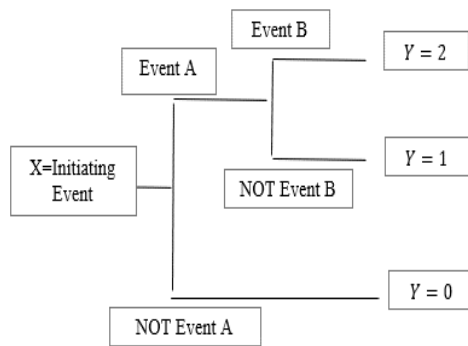 Event B
Y = 2
Event A
X=Initiating
Event
Y = 1
NOT Event B
Y = 0
NOT Event A